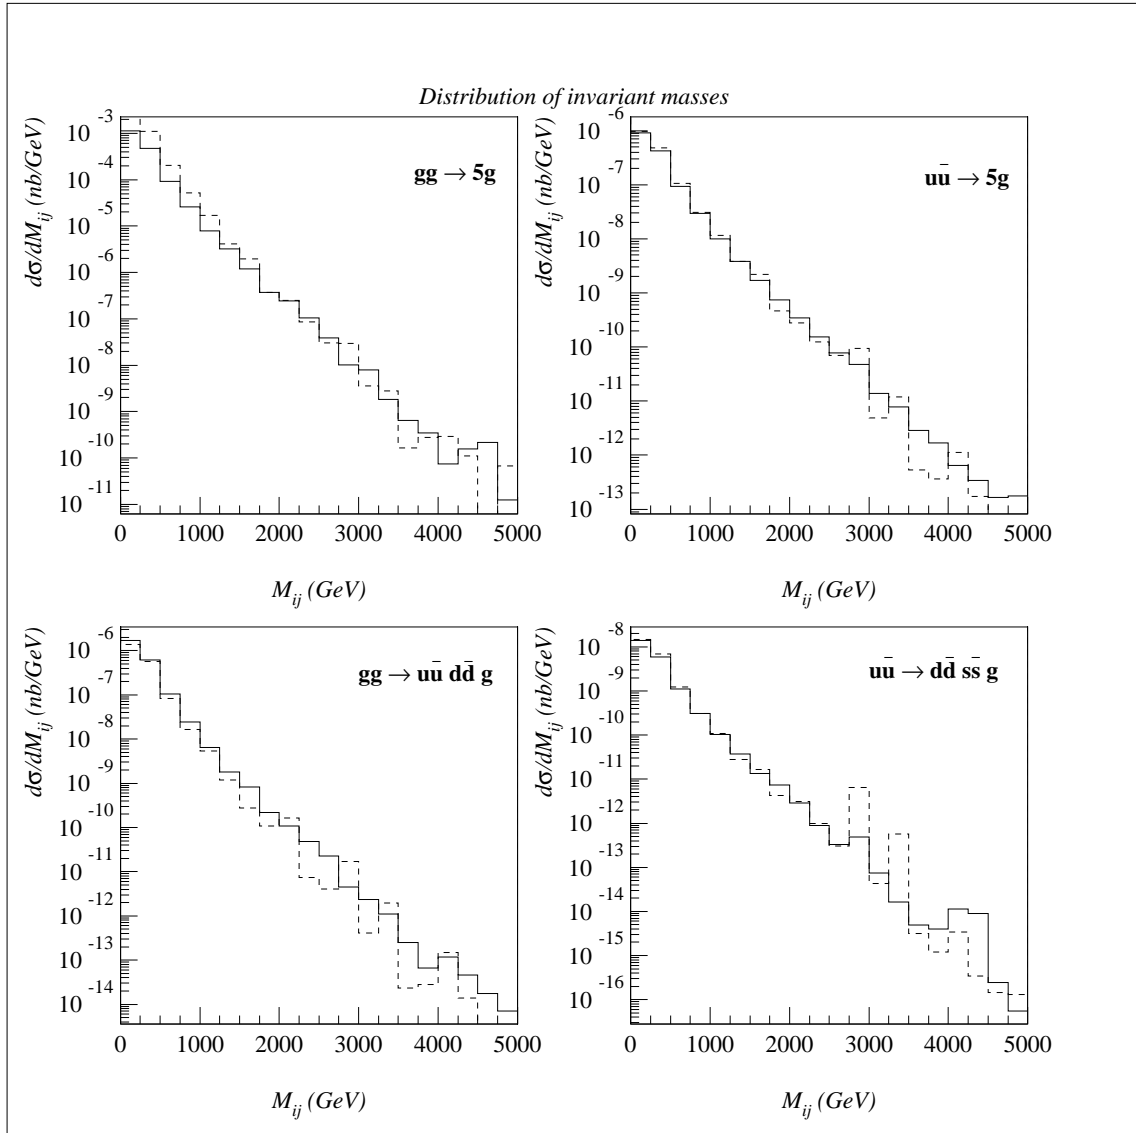 Distribution of invariant masses
dσ/dM_ij (nb/GeV)
gg → 5g
10^-3
10^-4
10^-5
10^-6
10^-7
10^-8
10^-9
10^-10
10^-11
0 1000 2000 3000 4000 5000
M_ij (GeV)
dσ/dM_ij (nb/GeV)
uū → 5g
10^-6
10^-7
10^-8
10^-9
10^-10
10^-11
10^-12
10^-13
0 1000 2000 3000 4000 5000
M_ij (GeV)
dσ/dM_ij (nb/GeV)
gg → uū dd̄ g
10^-6
10^-7
10^-8
10^-9
10^-10
10^-11
10^-12
10^-13
10^-14
0 1000 2000 3000 4000 5000
M_ij (GeV)
dσ/dM_ij (nb/GeV)
uū → dd̄ ss̄ g
10^-8
10^-9
10^-10
10^-11
10^-12
10^-13
10^-14
10^-15
10^-16
0 1000 2000 3000 4000 5000
M_ij (GeV)